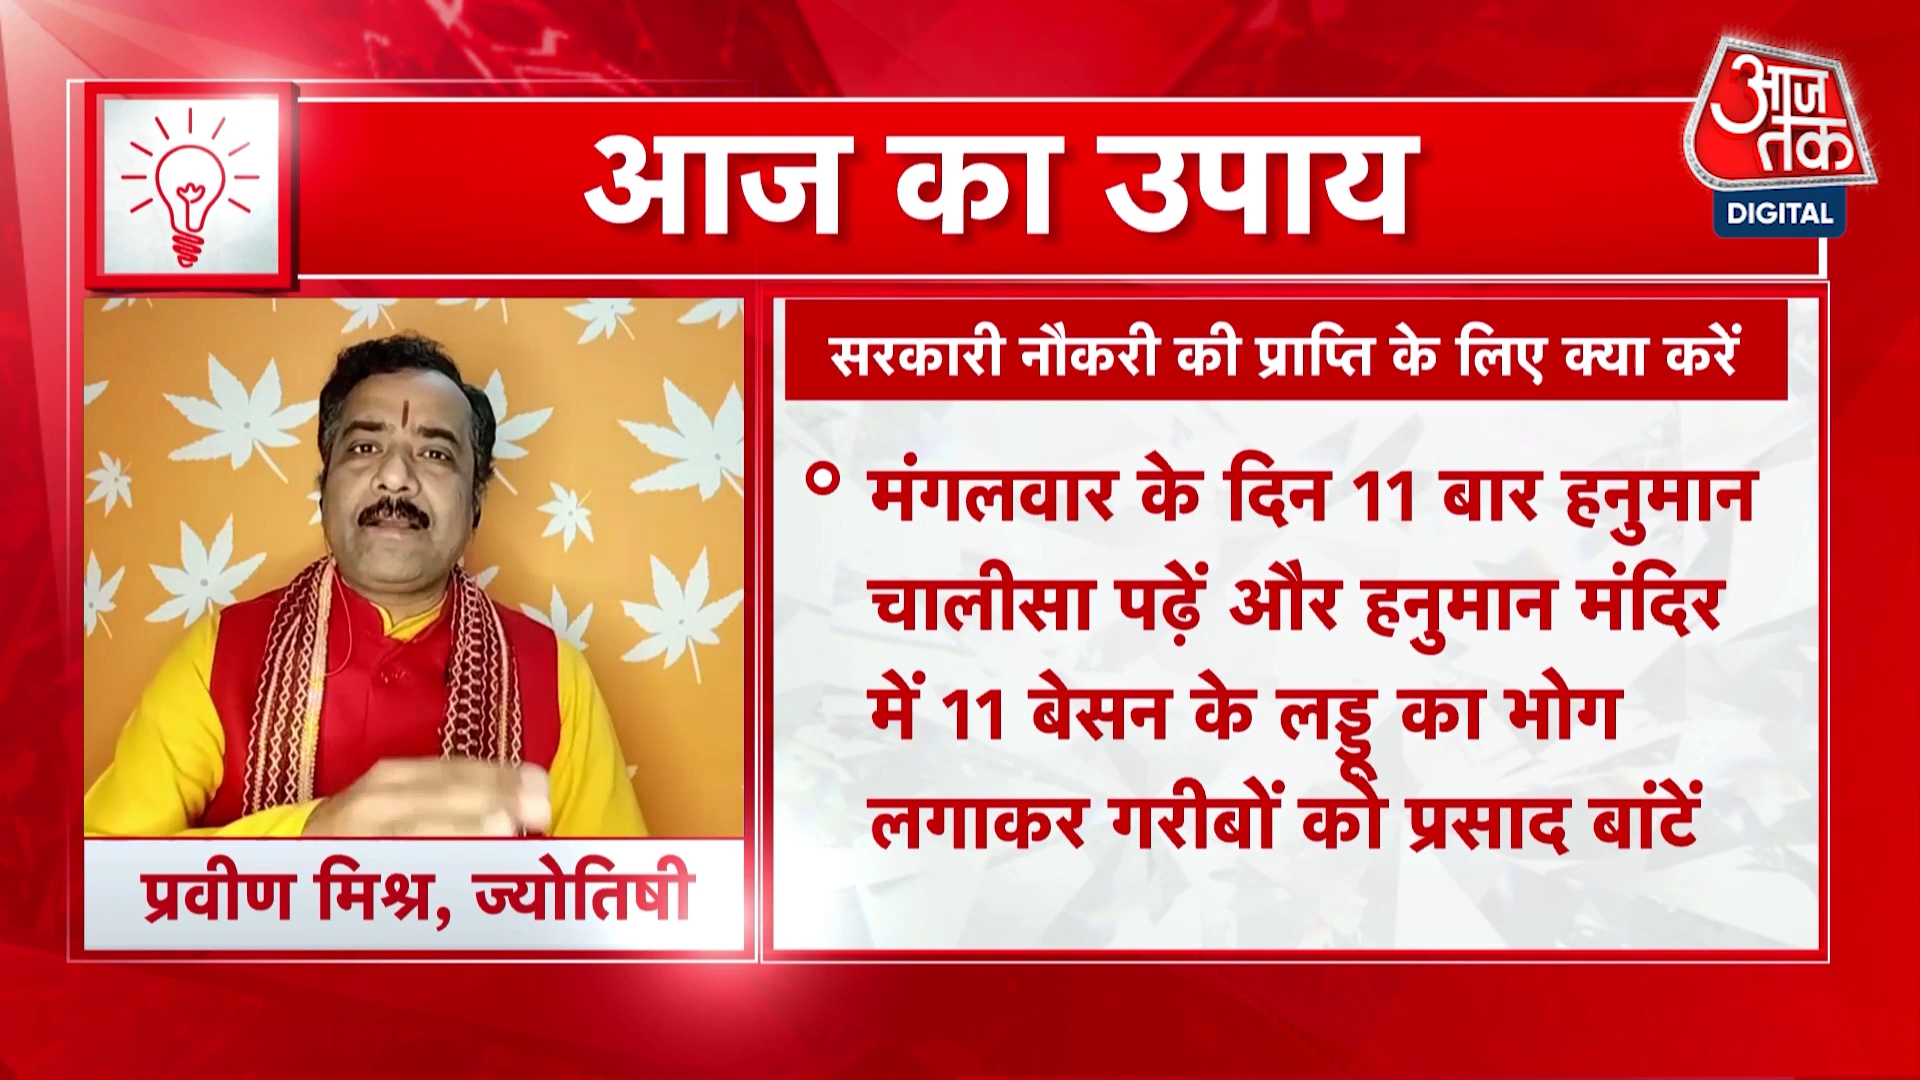 आज का उपाय
आज
तक
DIGITAL
सरकारी नौकरी की प्राप्ति के लिए क्या करें
मंगलवार के दिन 11 बार हनुमान
चालीसा पढ़ें और हनुमान मंदिर
में 11 बेसन के लड्डू का भोग
लगाकर गरीबों को प्रसाद बांटें
प्रवीण मिश्र, ज्योतिषी